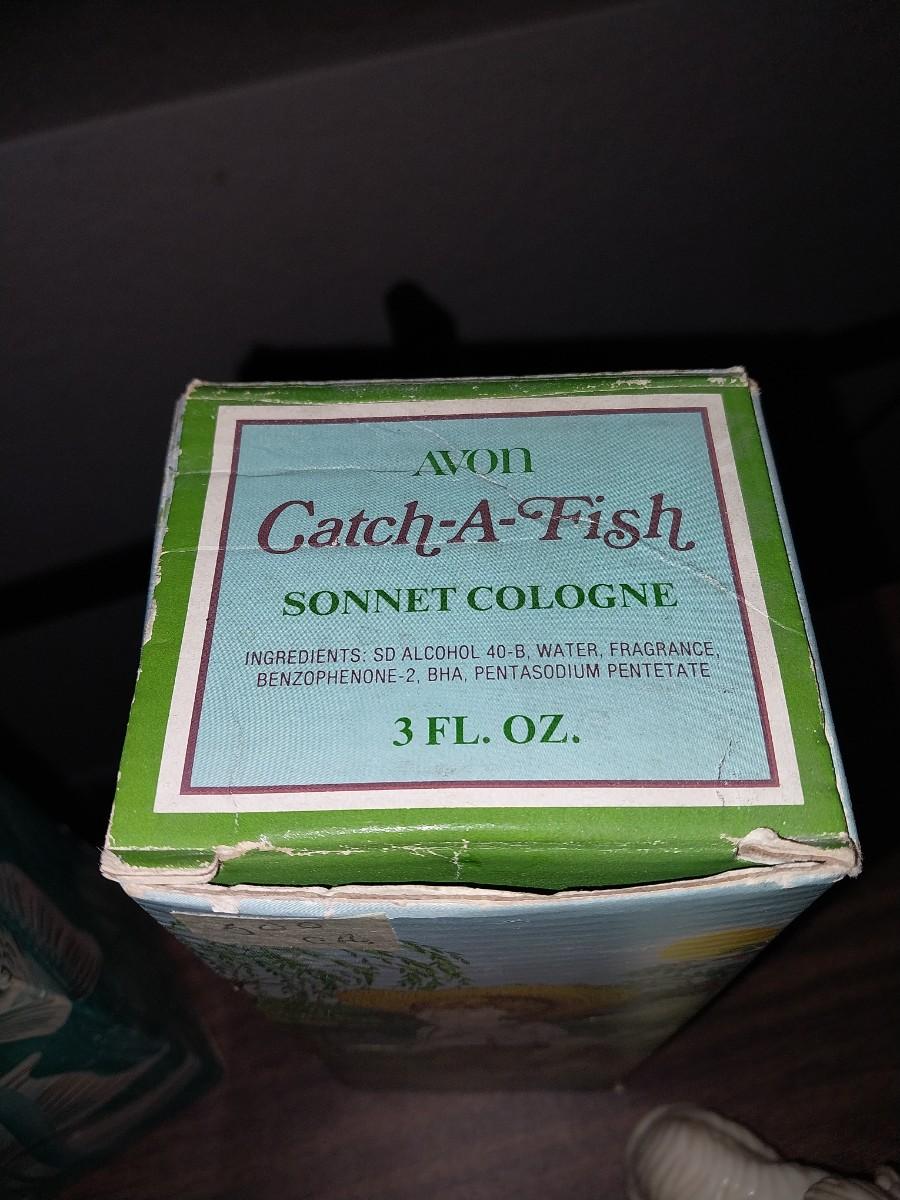 AVON
Catch-A-Fish
SONNET COLOGNE
INGREDIENTS: SD ALCOHOL 40-B, WATER, FRAGRANCE,
BENZOPHENONE-2, BHA, PENTASODIUM PENTETATE
3 FL. OZ.